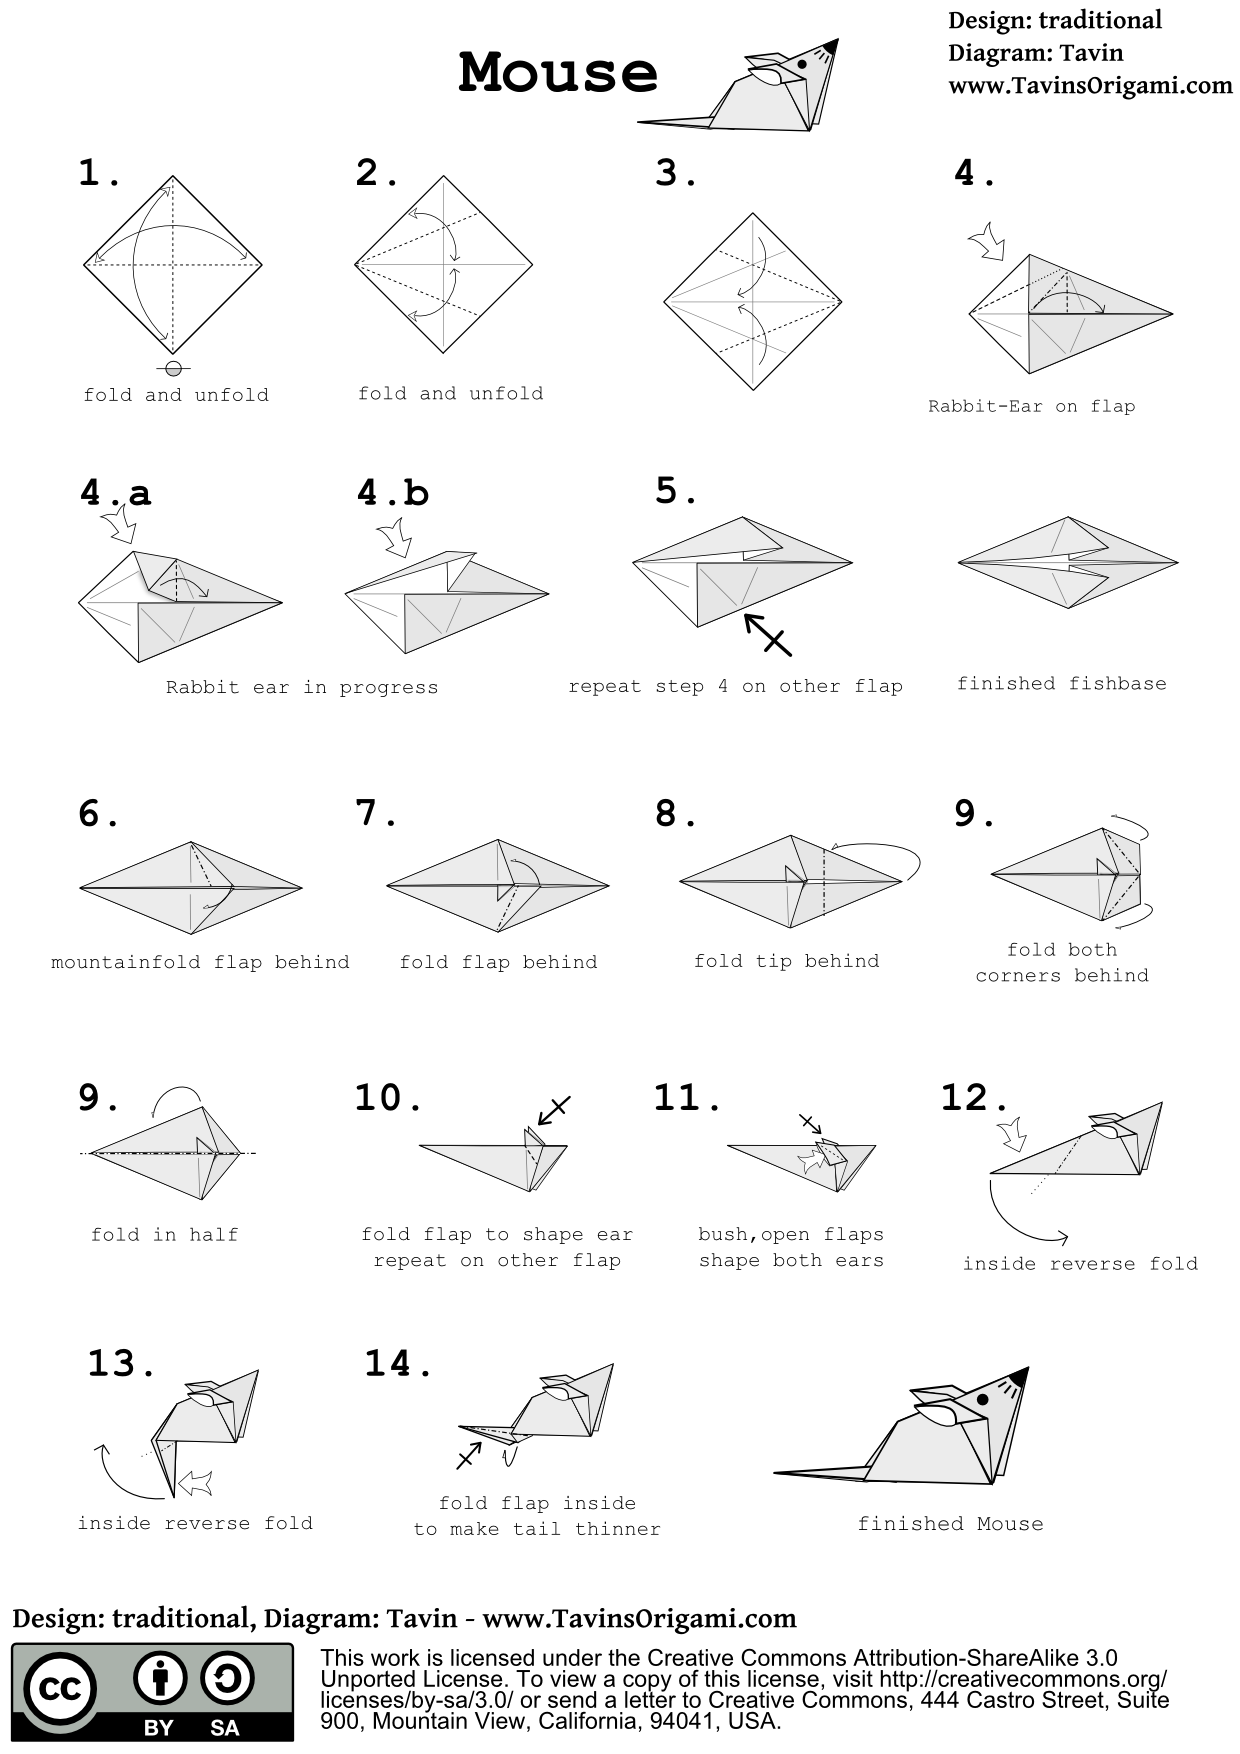 Design: traditional
Diagram: Tavin
www.TavinsOrigami.com
Mouse
1.
2.
3.
4.
fold and unfold
fold and unfold
Rabbit-Ear on flap
4.a
4.b
5.
Rabbit ear in progress
repeat step 4 on other flap
finished fishbase
6.
7.
8.
9.
mountainfold flap behind
fold flap behind
fold tip behind
fold both
corners behind
9.
10.
11.
12.
fold in half
fold flap to shape ear
repeat on other flap
bush,open flaps
shape both ears
inside reverse fold
13.
14.
inside reverse fold
fold flap inside
to make tail thinner
finished Mouse
Design: traditional, Diagram: Tavin - www.TavinsOrigami.com
cc
BY SA
This work is licensed under the Creative Commons Attribution-ShareAlike 3.0
Unported License. To view a copy of this license, visit http://creativecommons.org/
licenses/by-sa/3.0/ or send a letter to Creative Commons, 444 Castro Street, Suite
900, Mountain View, California, 94041, USA.